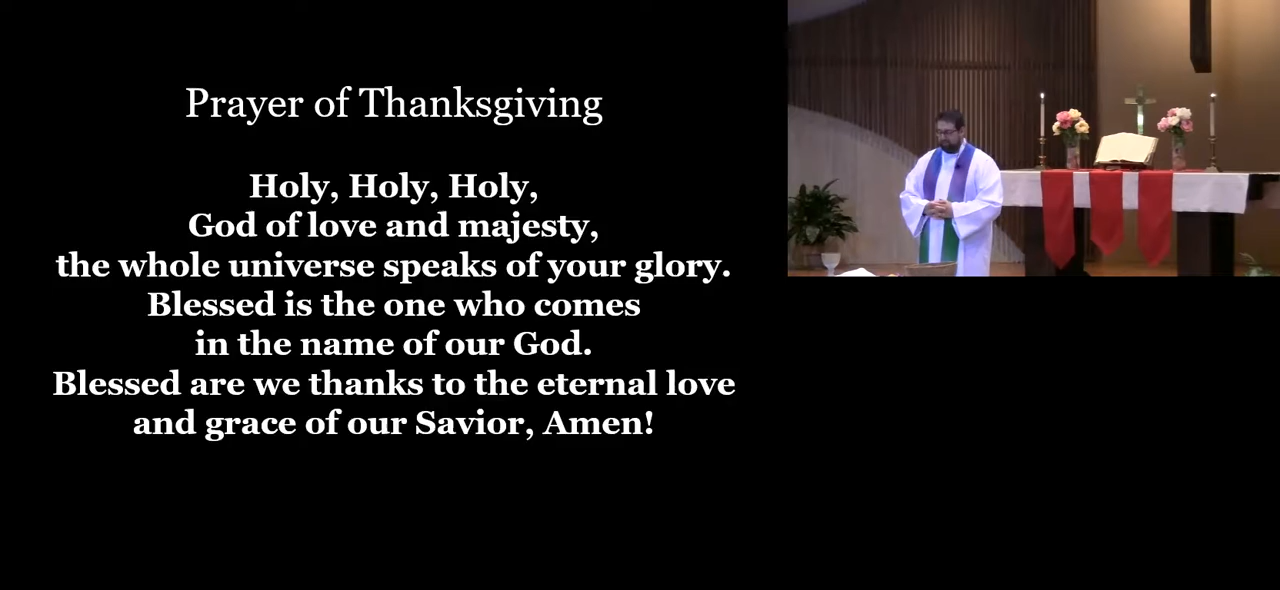 Prayer of Thanksgiving
Holy, Holy, Holy,
God of love and majesty,
the whole universe speaks of your glory.
Blessed is the one who comes
in the name of our God.
Blessed are we thanks to the eternal love
and grace of our Savior, Amen!